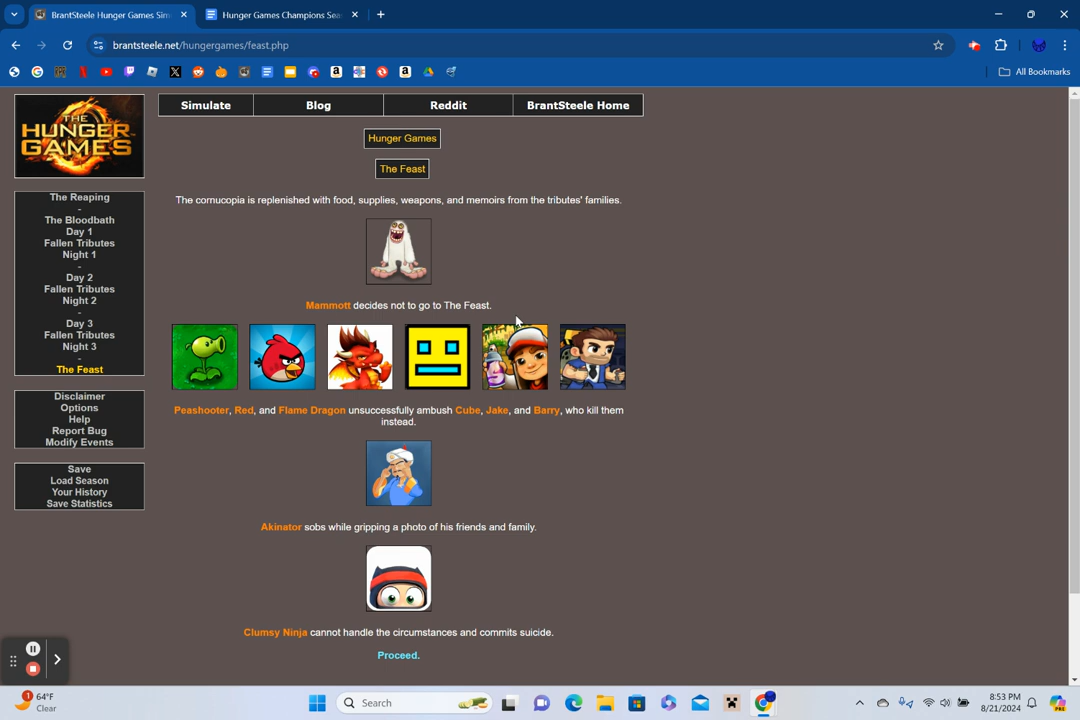 BrantSteele Hunger Games Sim
Hunger Games Champions Sea
brantsteele.net/hungergames/feast.php
All Bookmarks
THE
HUNGER
GAMES
Simulate
Blog
Reddit
BrantSteele Home
Hunger Games
The Feast
The Reaping
-
The Bloodbath
Day 1
Fallen Tributes
Night 1
-
Day 2
Fallen Tributes
Night 2
-
Day 3
Fallen Tributes
Night 3
-
The Feast
Disclaimer
Options
Help
Report Bug
Modify Events
Save
Load Season
Your History
Save Statistics
The cornucopia is replenished with food, supplies, weapons, and memoirs from the tributes' families.
Mammott decides not to go to The Feast.
Peashooter, Red, and Flame Dragon unsuccessfully ambush Cube, Jake, and Barry, who kill them
instead.
Akinator sobs while gripping a photo of his friends and family.
Clumsy Ninja cannot handle the circumstances and commits suicide.
Proceed.
1
64°F
Clear
Search
8:53 PM
8/21/2024